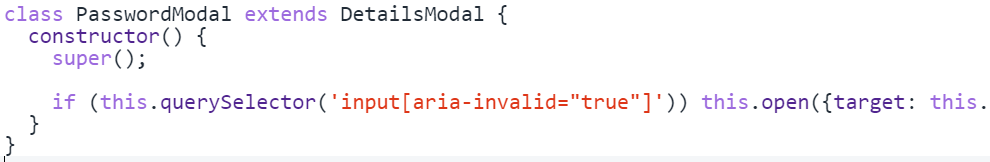 class PasswordModal extends DetailsModal {
  constructor() {
    super();

    if (this.querySelector('input[aria-invalid="true"]')) this.open({target: this.
  }
}